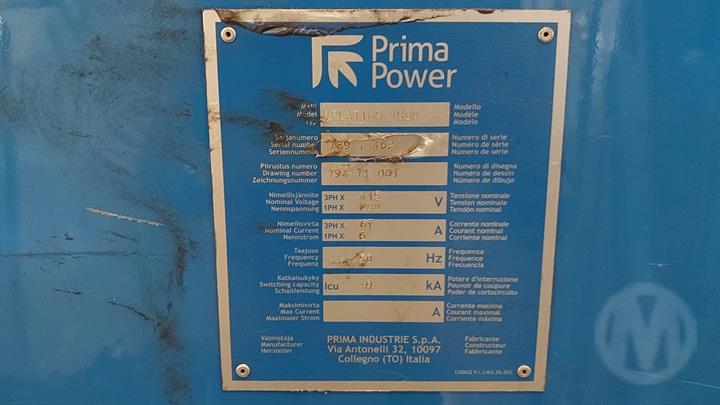 Prima
Power
Malli
Model
Modello
Modèle
Modelo
PLATINO 1530
Sarjanumero
Serial number
Seriennummer
Numero di serie
Numéro de série
Número de serie
Piirustus numero
Drawing number
Zeichnungsnummer
794 71 001
Numero di disegno
Numéro de dessin
Número de dibujo
Nimellisjännite
Nominal Voltage
Nennspannung
3PH X 415
1PH X
V
Tensione nominale
Tension nominale
Tensión nominal
Nimellisvirta
Nominal Current
Nennstrom
3PH X 67
1PH X 6
A
Corrente nominale
Courant nominal
Corriente nominal
Taajuus
Frequency
Frequenz
Hz
Frequenza
Fréquence
Frecuencia
Katkaisukyky
Switching capacity
Schaltleistung
Icu
kA
Potere d'interruzione
Pouvoir de coupure
Poder de cortocircuito
Maksimivirta
Max Current
Maximaler Strom
A
Corrente massima
Courant maximal
Corriente máxima
Valmistaja
Manufacturer
Hersteller
PRIMA INDUSTRIE S.p.A.
Via Antonelli 32, 10097
Collegno (TO) Italia
Fabbricante
Constructeur
Fabbricante
M